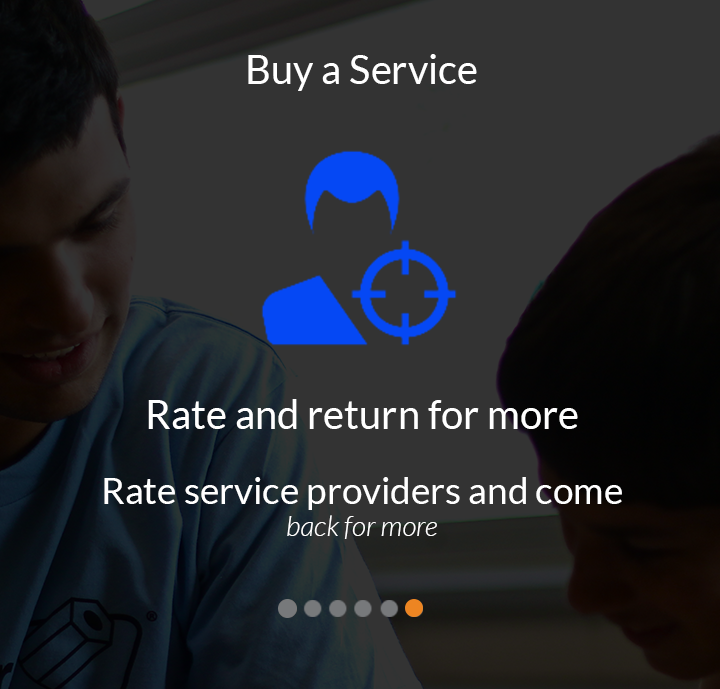 Buy a Service
Rate and return for more
Rate service providers and come
back for more
®